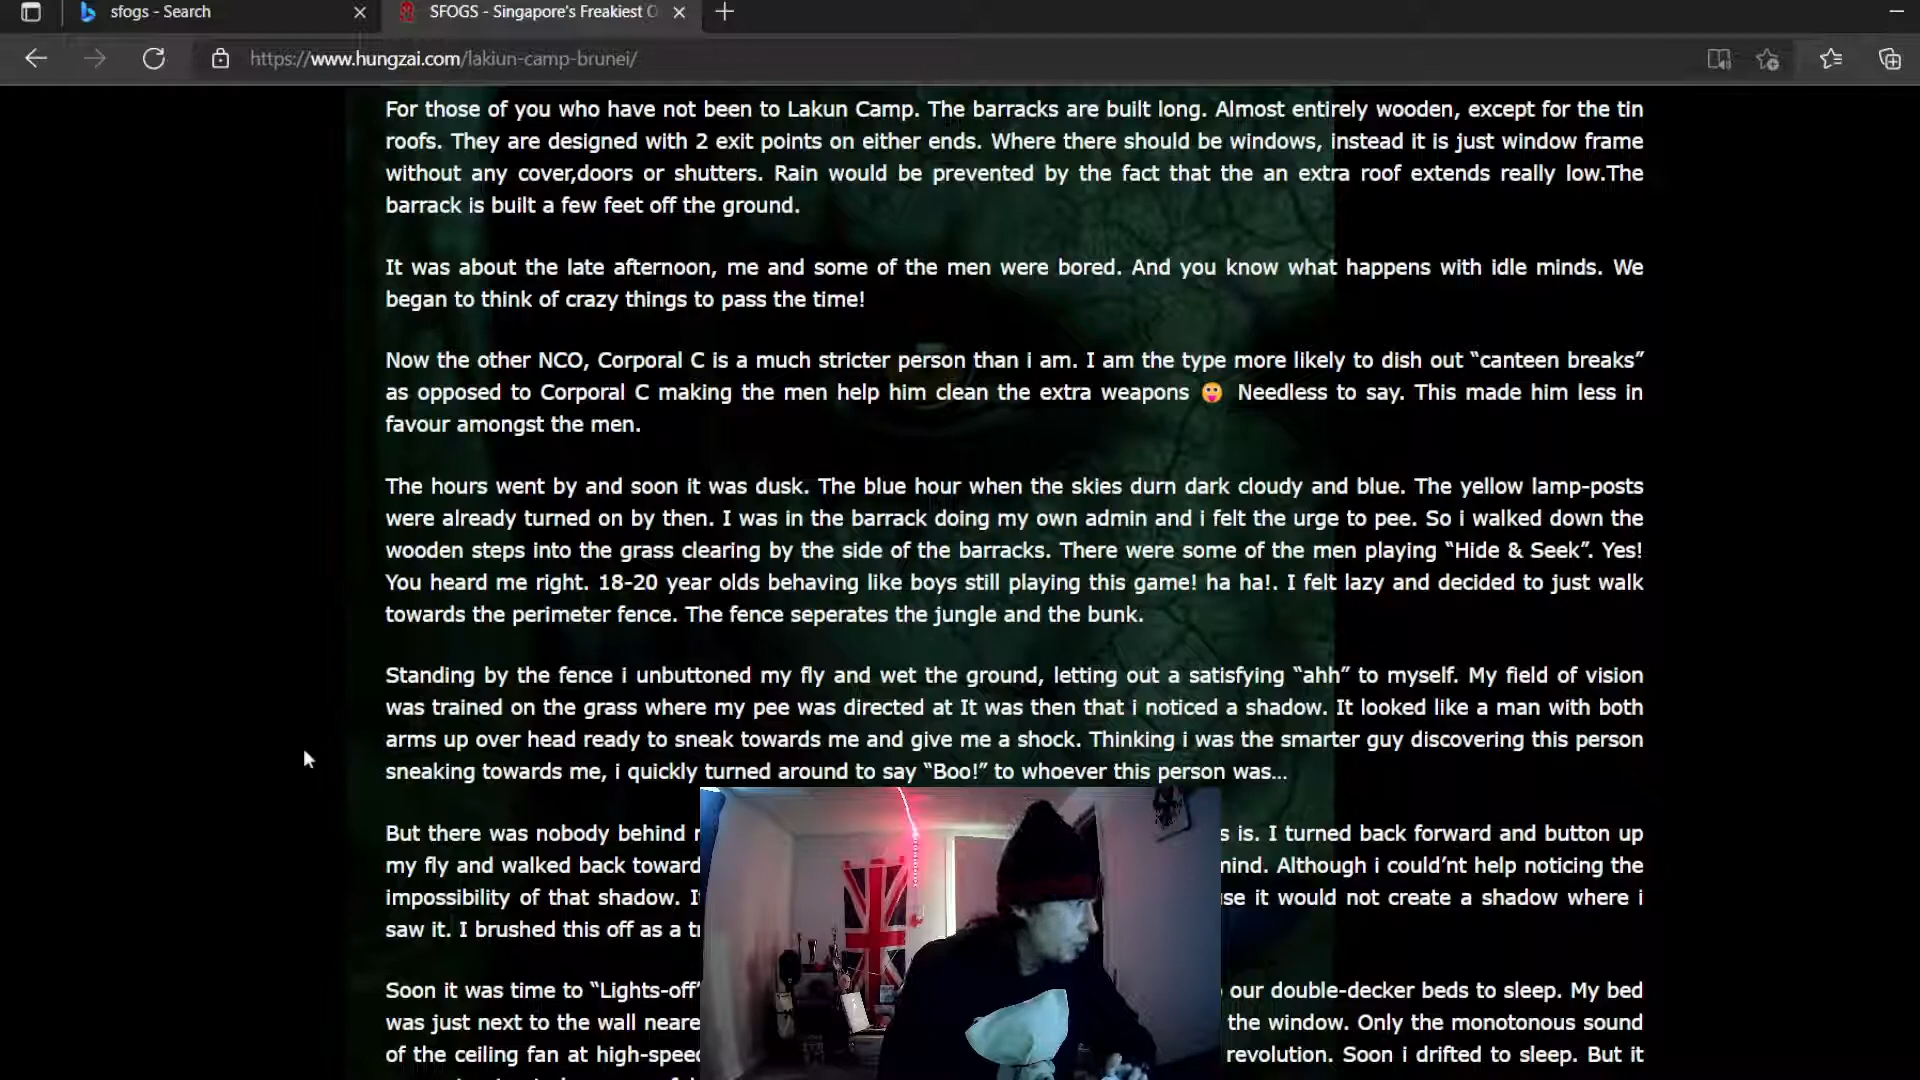 sfogs - Search
SFOGS - Singapore's Freakiest O
https://www.hungzai.com/lakiun-camp-brunei/
For those of you who have not been to Lakun Camp. The barracks are built long. Almost entirely wooden, except for the tin
roofs. They are designed with 2 exit points on either ends. Where there should be windows, instead it is just window frame
without any cover,doors or shutters. Rain would be prevented by the fact that the an extra roof extends really low.The
barrack is built a few feet off the ground.
It was about the late afternoon, me and some of the men were bored. And you know what happens with idle minds. We
began to think of crazy things to pass the time!
Now the other NCO, Corporal C is a much stricter person than i am. I am the type more likely to dish out “canteen breaks”
as opposed to Corporal C making the men help him clean the extra weapons 😛 Needless to say. This made him less in
favour amongst the men.
The hours went by and soon it was dusk. The blue hour when the skies durn dark cloudy and blue. The yellow lamp-posts
were already turned on by then. I was in the barrack doing my own admin and i felt the urge to pee. So i walked down the
wooden steps into the grass clearing by the side of the barracks. There were some of the men playing “Hide & Seek”. Yes!
You heard me right. 18-20 year olds behaving like boys still playing this game! ha ha!. I felt lazy and decided to just walk
towards the perimeter fence. The fence seperates the jungle and the bunk.
Standing by the fence i unbuttoned my fly and wet the ground, letting out a satisfying “ahh” to myself. My field of vision
was trained on the grass where my pee was directed at It was then that i noticed a shadow. It looked like a man with both
arms up over head ready to sneak towards me and give me a shock. Thinking i was the smarter guy discovering this person
sneaking towards me, i quickly turned around to say “Boo!” to whoever this person was…
But there was nobody behind is. I turned back forward and button up
my fly and walked back Although i could’nt help noticing the
impossibility of that shadow. it would not create a shadow where i
saw it. I brushed this off as a
Soon it was time to “Lights-off” our double-decker beds to sleep. My bed
was just next to the wall the window. Only the monotonous sound
of the ceiling fan at revolution. Soon i drifted to sleep. But it